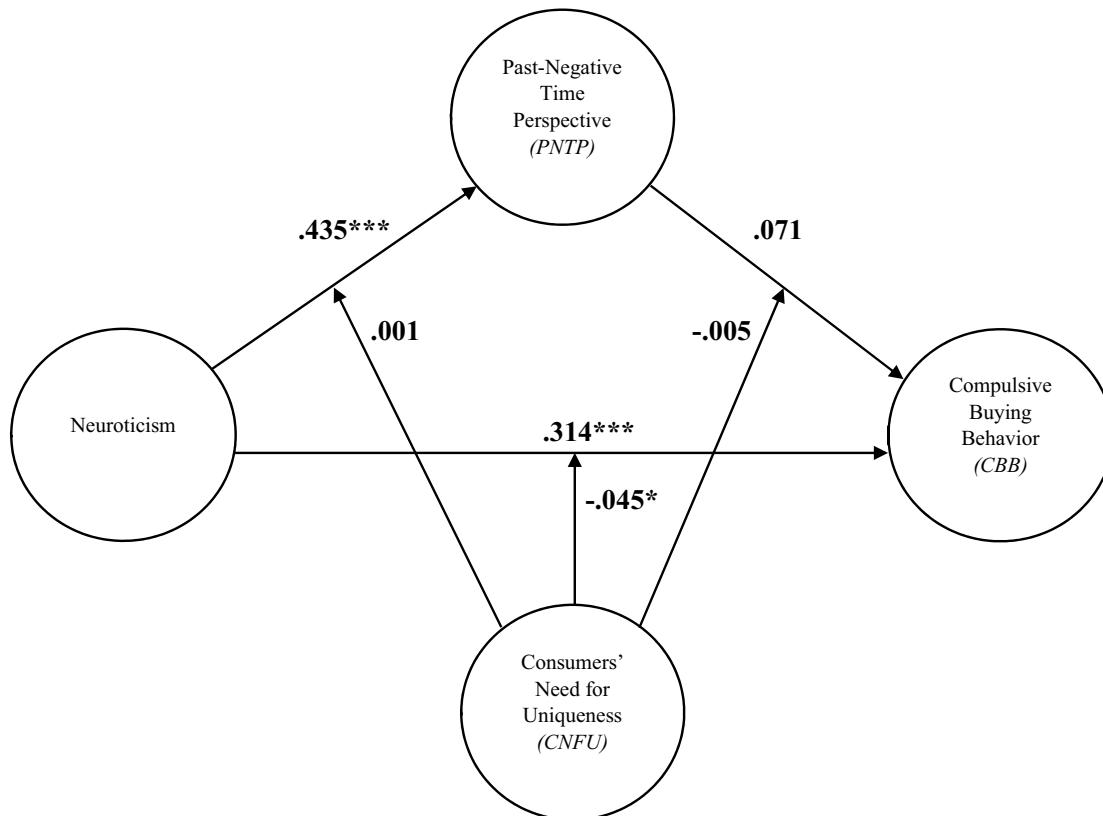 Past-Negative
Time
Perspective
(PNTP)
.435***
.071
.001
-.005
Neuroticism
.314***
Compulsive
Buying
Behavior
(CBB)
-.045*
Consumers’
Need for
Uniqueness
(CNFU)